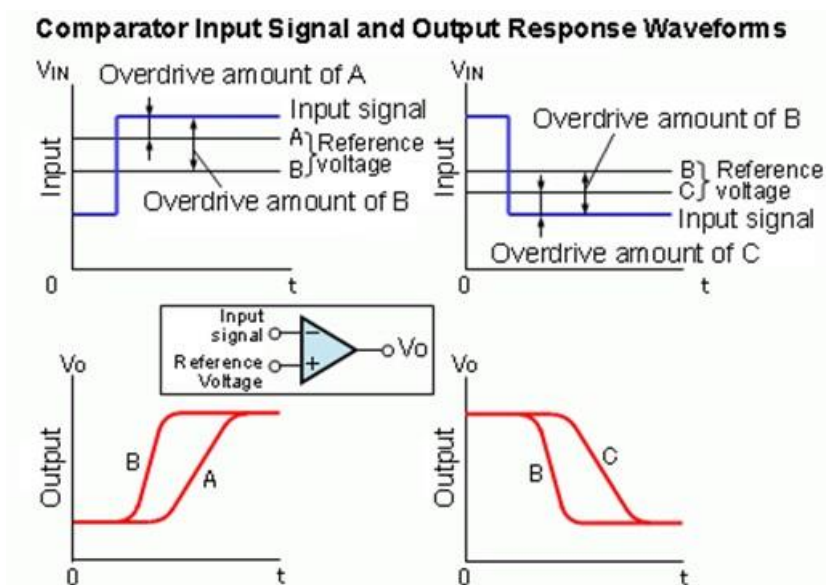 Comparator Input Signal and Output Response Waveforms
VIN
Overdrive amount of A
Input signal
A
Reference
voltage
B
Overdrive amount of B
Input
0
t
VIN
Overdrive amount of B
B
Reference
voltage
C
Input signal
Overdrive amount of C
Input
0
t
Input
signal
−
Reference
Voltage
+
Vo
Vo
B
A
Output
0
t
Vo
B
C
Output
0
t